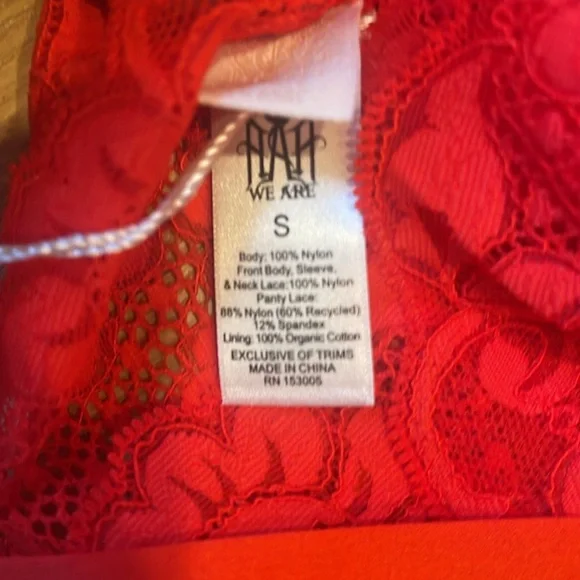 WE ARE
S
Body: 100% Nylon
Front Body, Sleeve,
& Neck Lace: 100% Nylon
Panty Lace:
88% Nylon (60% Recycled)
12% Spandex
Lining: 100% Organic Cotton
EXCLUSIVE OF TRIMS
MADE IN CHINA
RN 153005